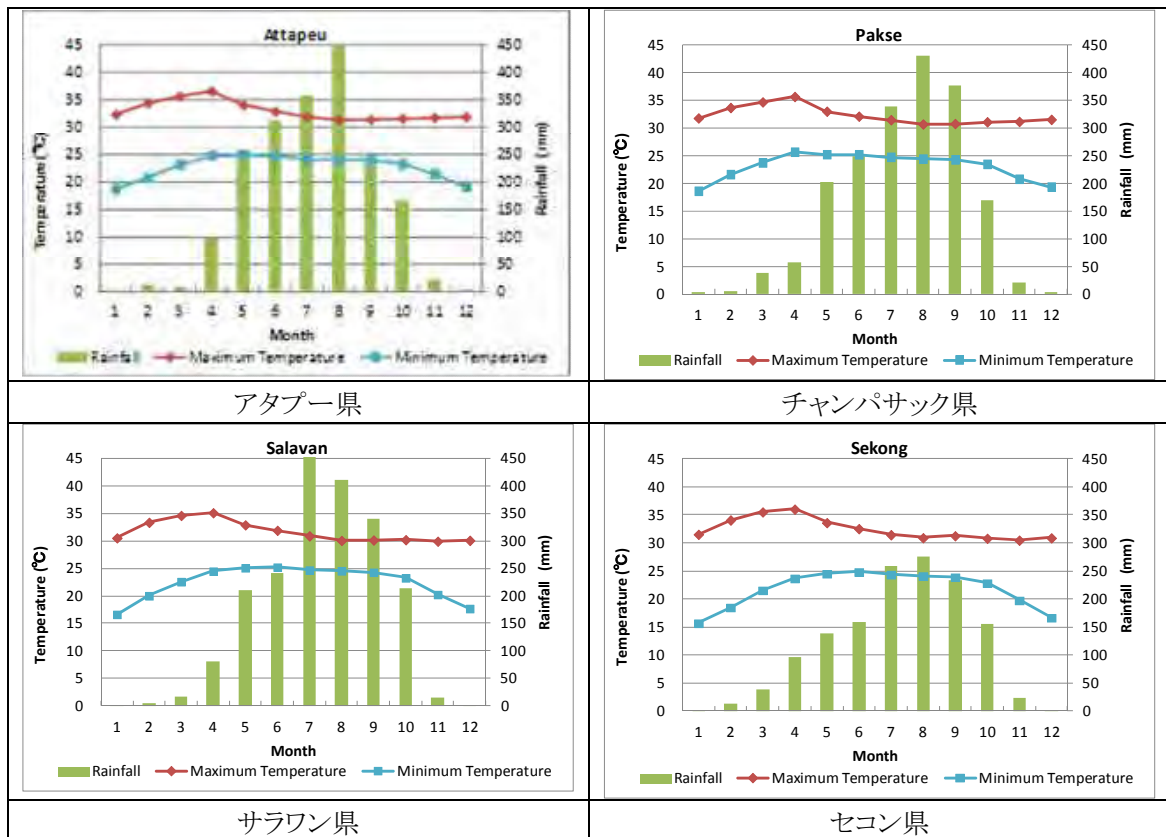 Attapeu
45
40
35
30
25
20
15
10
5
0
450
400
350
300
250
200
150
100
50
0
Temperature (℃)
Rainfall (mm)
1 2 3 4 5 6 7 8 9 10 11 12
Month
Rainfall Maximum Temperature Minimum Temperature
アタプー県
Pakse
45
40
35
30
25
20
15
10
5
0
450
400
350
300
250
200
150
100
50
0
Temperature (℃)
Rainfall (mm)
1 2 3 4 5 6 7 8 9 10 11 12
Month
Rainfall Maximum Temperature Minimum Temperature
チャンパサック県
Salavan
45
40
35
30
25
20
15
10
5
0
450
400
350
300
250
200
150
100
50
0
Temperature (℃)
Rainfall (mm)
1 2 3 4 5 6 7 8 9 10 11 12
Month
Rainfall Maximum Temperature Minimum Temperature
サラワン県
Sekong
45
40
35
30
25
20
15
10
5
0
450
400
350
300
250
200
150
100
50
0
Temperature (℃)
Rainfall (mm)
1 2 3 4 5 6 7 8 9 10 11 12
Month
Rainfall Maximum Temperature Minimum Temperature
セコン県